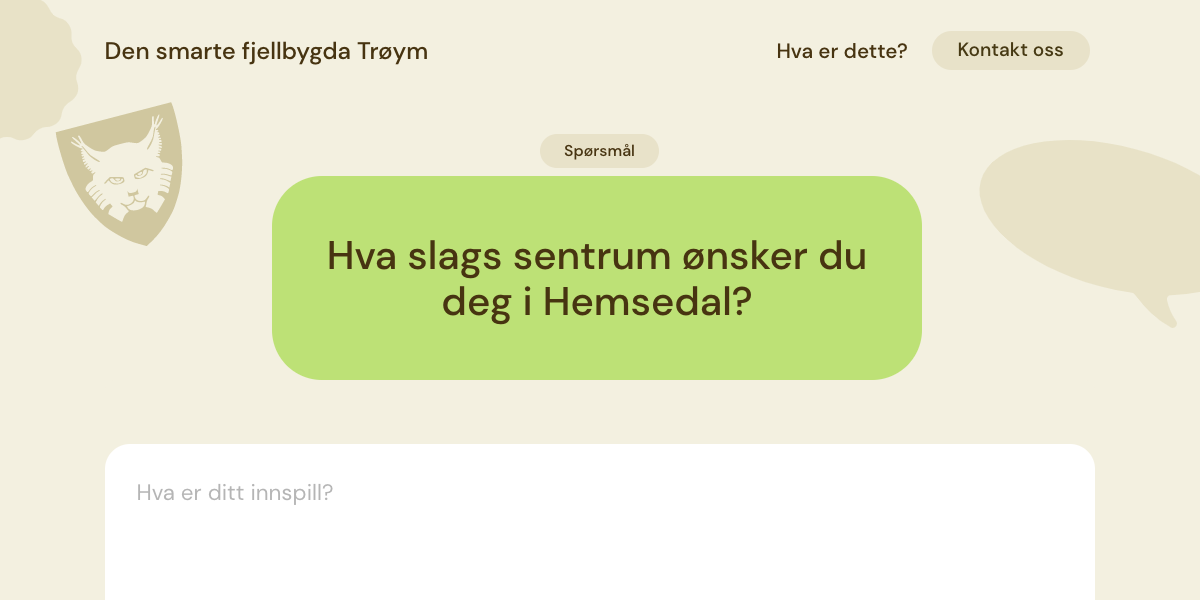 Den smarte fjellbygda Trøym
Hva er dette?
Kontakt oss
Spørsmål
Hva slags sentrum ønsker du
deg i Hemsedal?
Hva er ditt innspill?